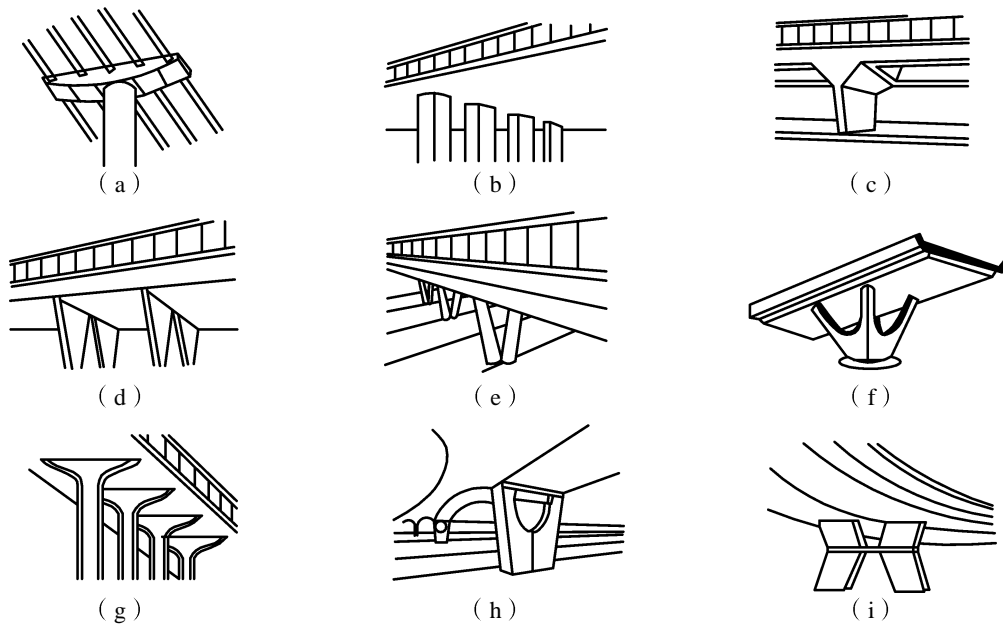 （a）
（b）
（c）
（d）
（e）
（f）
（g）
（h）
（i）